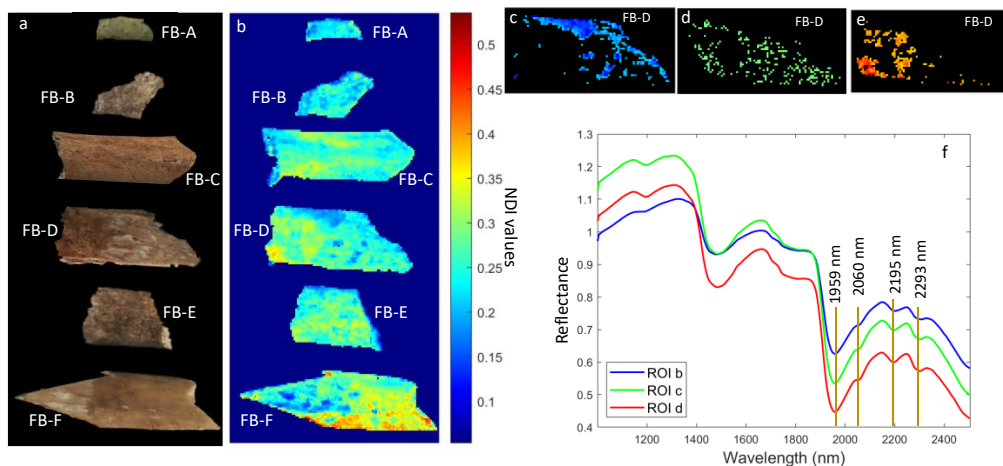 a
FB-A
FB-B
FB-C
FB-D
FB-E
FB-F
b
FB-A
FB-B
FB-C
FB-D
FB-E
FB-F
0.5
0.45
0.4
0.35
0.3
0.25
0.2
0.15
0.1
NDI values
c
FB-D
d
FB-D
e
FB-D
f
1.3
1.2
1.1
1
0.9
0.8
0.7
0.6
0.5
0.4
Reflectance
1959 nm
2060 nm
2195 nm
2293 nm
ROI b
ROI c
ROI d
1200 1400 1600 1800 2000 2200 2400
Wavelength (nm)